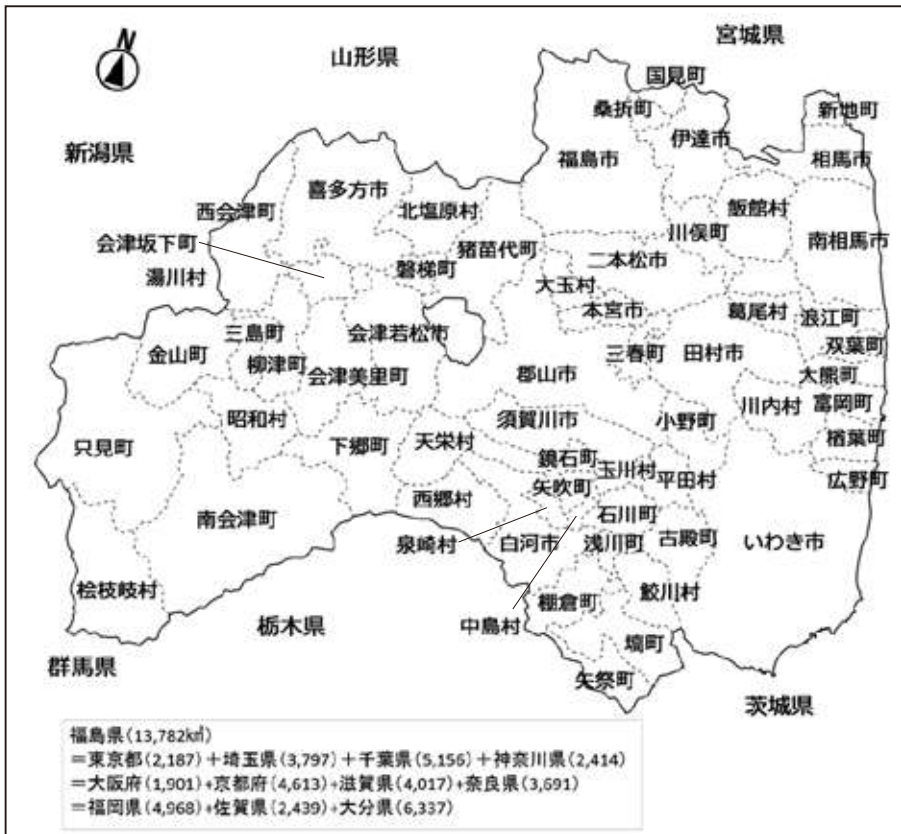 N
宮城県
山形県
国見町
桑折町
新地町
伊達市
新潟県
福島市
相馬市
喜多方市
西会津町
北塩原村
飯館村
川俣町
会津坂下町
猪苗代町
南相馬市
二本松市
湯川村
磐梯町
大玉村
本宮市
葛尾村
浪江町
三島町
会津若松市
双葉町
金山町
三春町
田村市
柳津町
会津美里町
郡山市
大熊町
川内村
富岡町
昭和村
須賀川市
小野町
只見町
下郷町
天栄村
楢葉町
鏡石町
玉川村
平田村
広野町
矢吹町
西郷村
南会津町
石川町
泉崎村
白河市
浅川町
古殿町
いわき市
桧枝岐村
棚倉町
鮫川村
栃木県
中島村
塙町
群馬県
矢祭町
茨城県
福島県(13,782㎢)
=東京都(2,187)+埼玉県(3,797)+千葉県(5,156)+神奈川県(2,414)
=大阪府(1,901)+京都府(4,613)+滋賀県(4,017)+奈良県(3,691)
=福岡県(4,968)+佐賀県(2,439)+大分県(6,337)